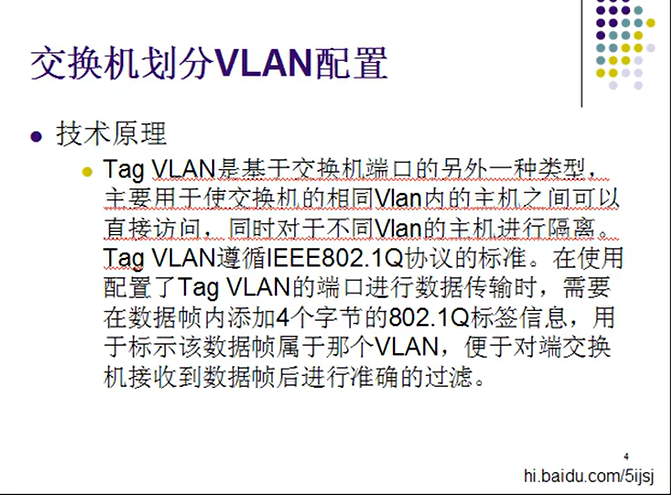 交换机划分VLAN配置
技术原理
Tag VLAN是基于交换机端口的另外一种类型，
主要用于使交换机的相同Vlan内的主机之间可以
直接访问，同时对于不同Vlan的主机进行隔离。
Tag VLAN遵循IEEE802.1Q协议的标准。在使用
配置了Tag VLAN的端口进行数据传输时，需要
在数据帧内添加4个字节的802.1Q标签信息，用
于标示该数据帧属于那个VLAN，便于对端交换
机接收到数据帧后进行准确的过滤。
4
hi.baidu.com/5ijsj